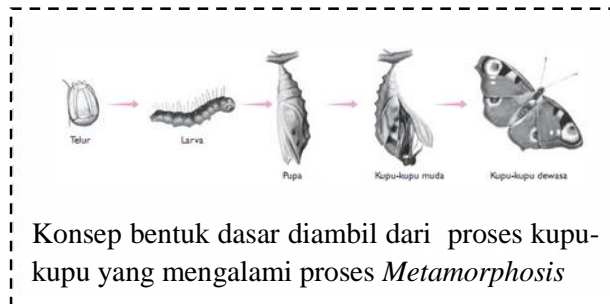 Telur
Larva
Pupa
Kupu-kupu muda
Kupu-kupu dewasa
Konsep bentuk dasar diambil dari proses kupu-
kupu yang mengalami proses Metamorphosis